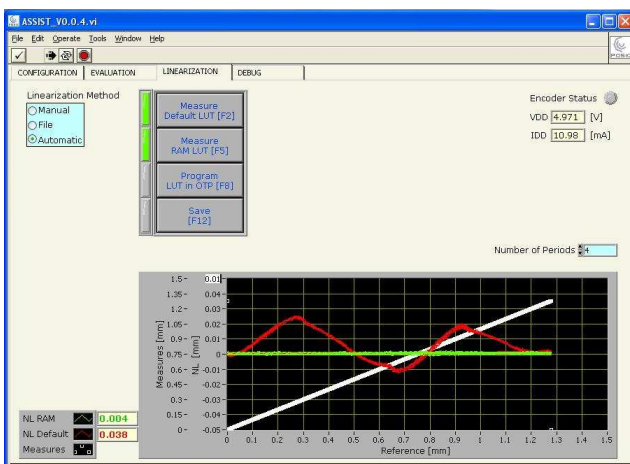 ASSIST_V0.0.4.vi
File Edit Operate Tools Window Help
POSIC
CONFIGURATION EVALUATION LINEARIZATION DEBUG
Linearization Method
Manual
File
Automatic
Measure
Default LUT [F2]
Measure
RAM LUT [F5]
Program
LUT in OTP [F8]
Save
[F12]
Encoder Status
VDD 4.971 [V]
IDD 10.98 [mA]
Number of Periods 4
Measures [mm]
1.5-
1.35-
1.2-
1.05-
0.9-
0.75-
0.6-
0.45-
0.3-
0.15-
0-
NL [mm]
0.01
0.04
0.03
0.02
0.01
0
-0.01
-0.02
-0.03
-0.04
-0.05
0 0.1 0.2 0.3 0.4 0.5 0.6 0.7 0.8 0.9 1 1.1 1.2 1.3 1.4 1.5
Reference [mm]
NL RAM 0.004
NL Default 0.038
Measures